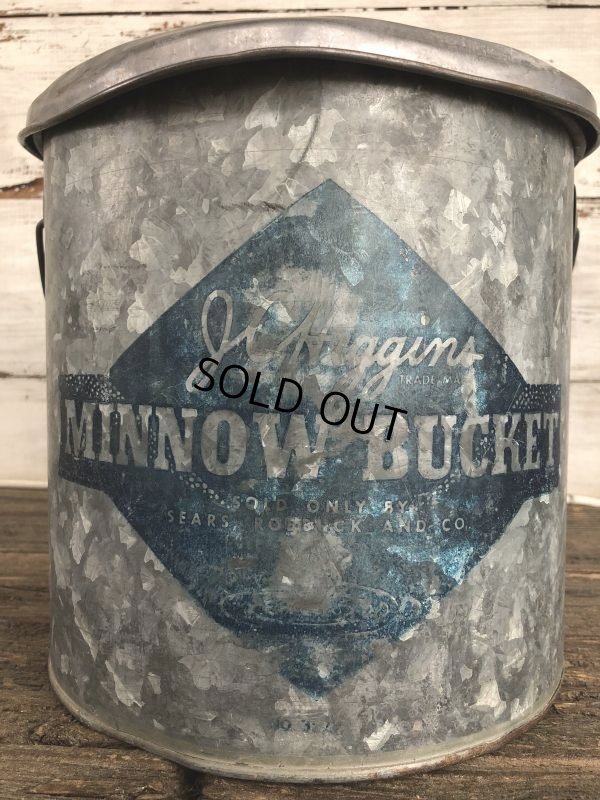 J.C. Higgins
TRADE MARK
SOLD OUT
MINNOW BUCKET
SOLD ONLY BY
SEARS, ROEBUCK AND CO.